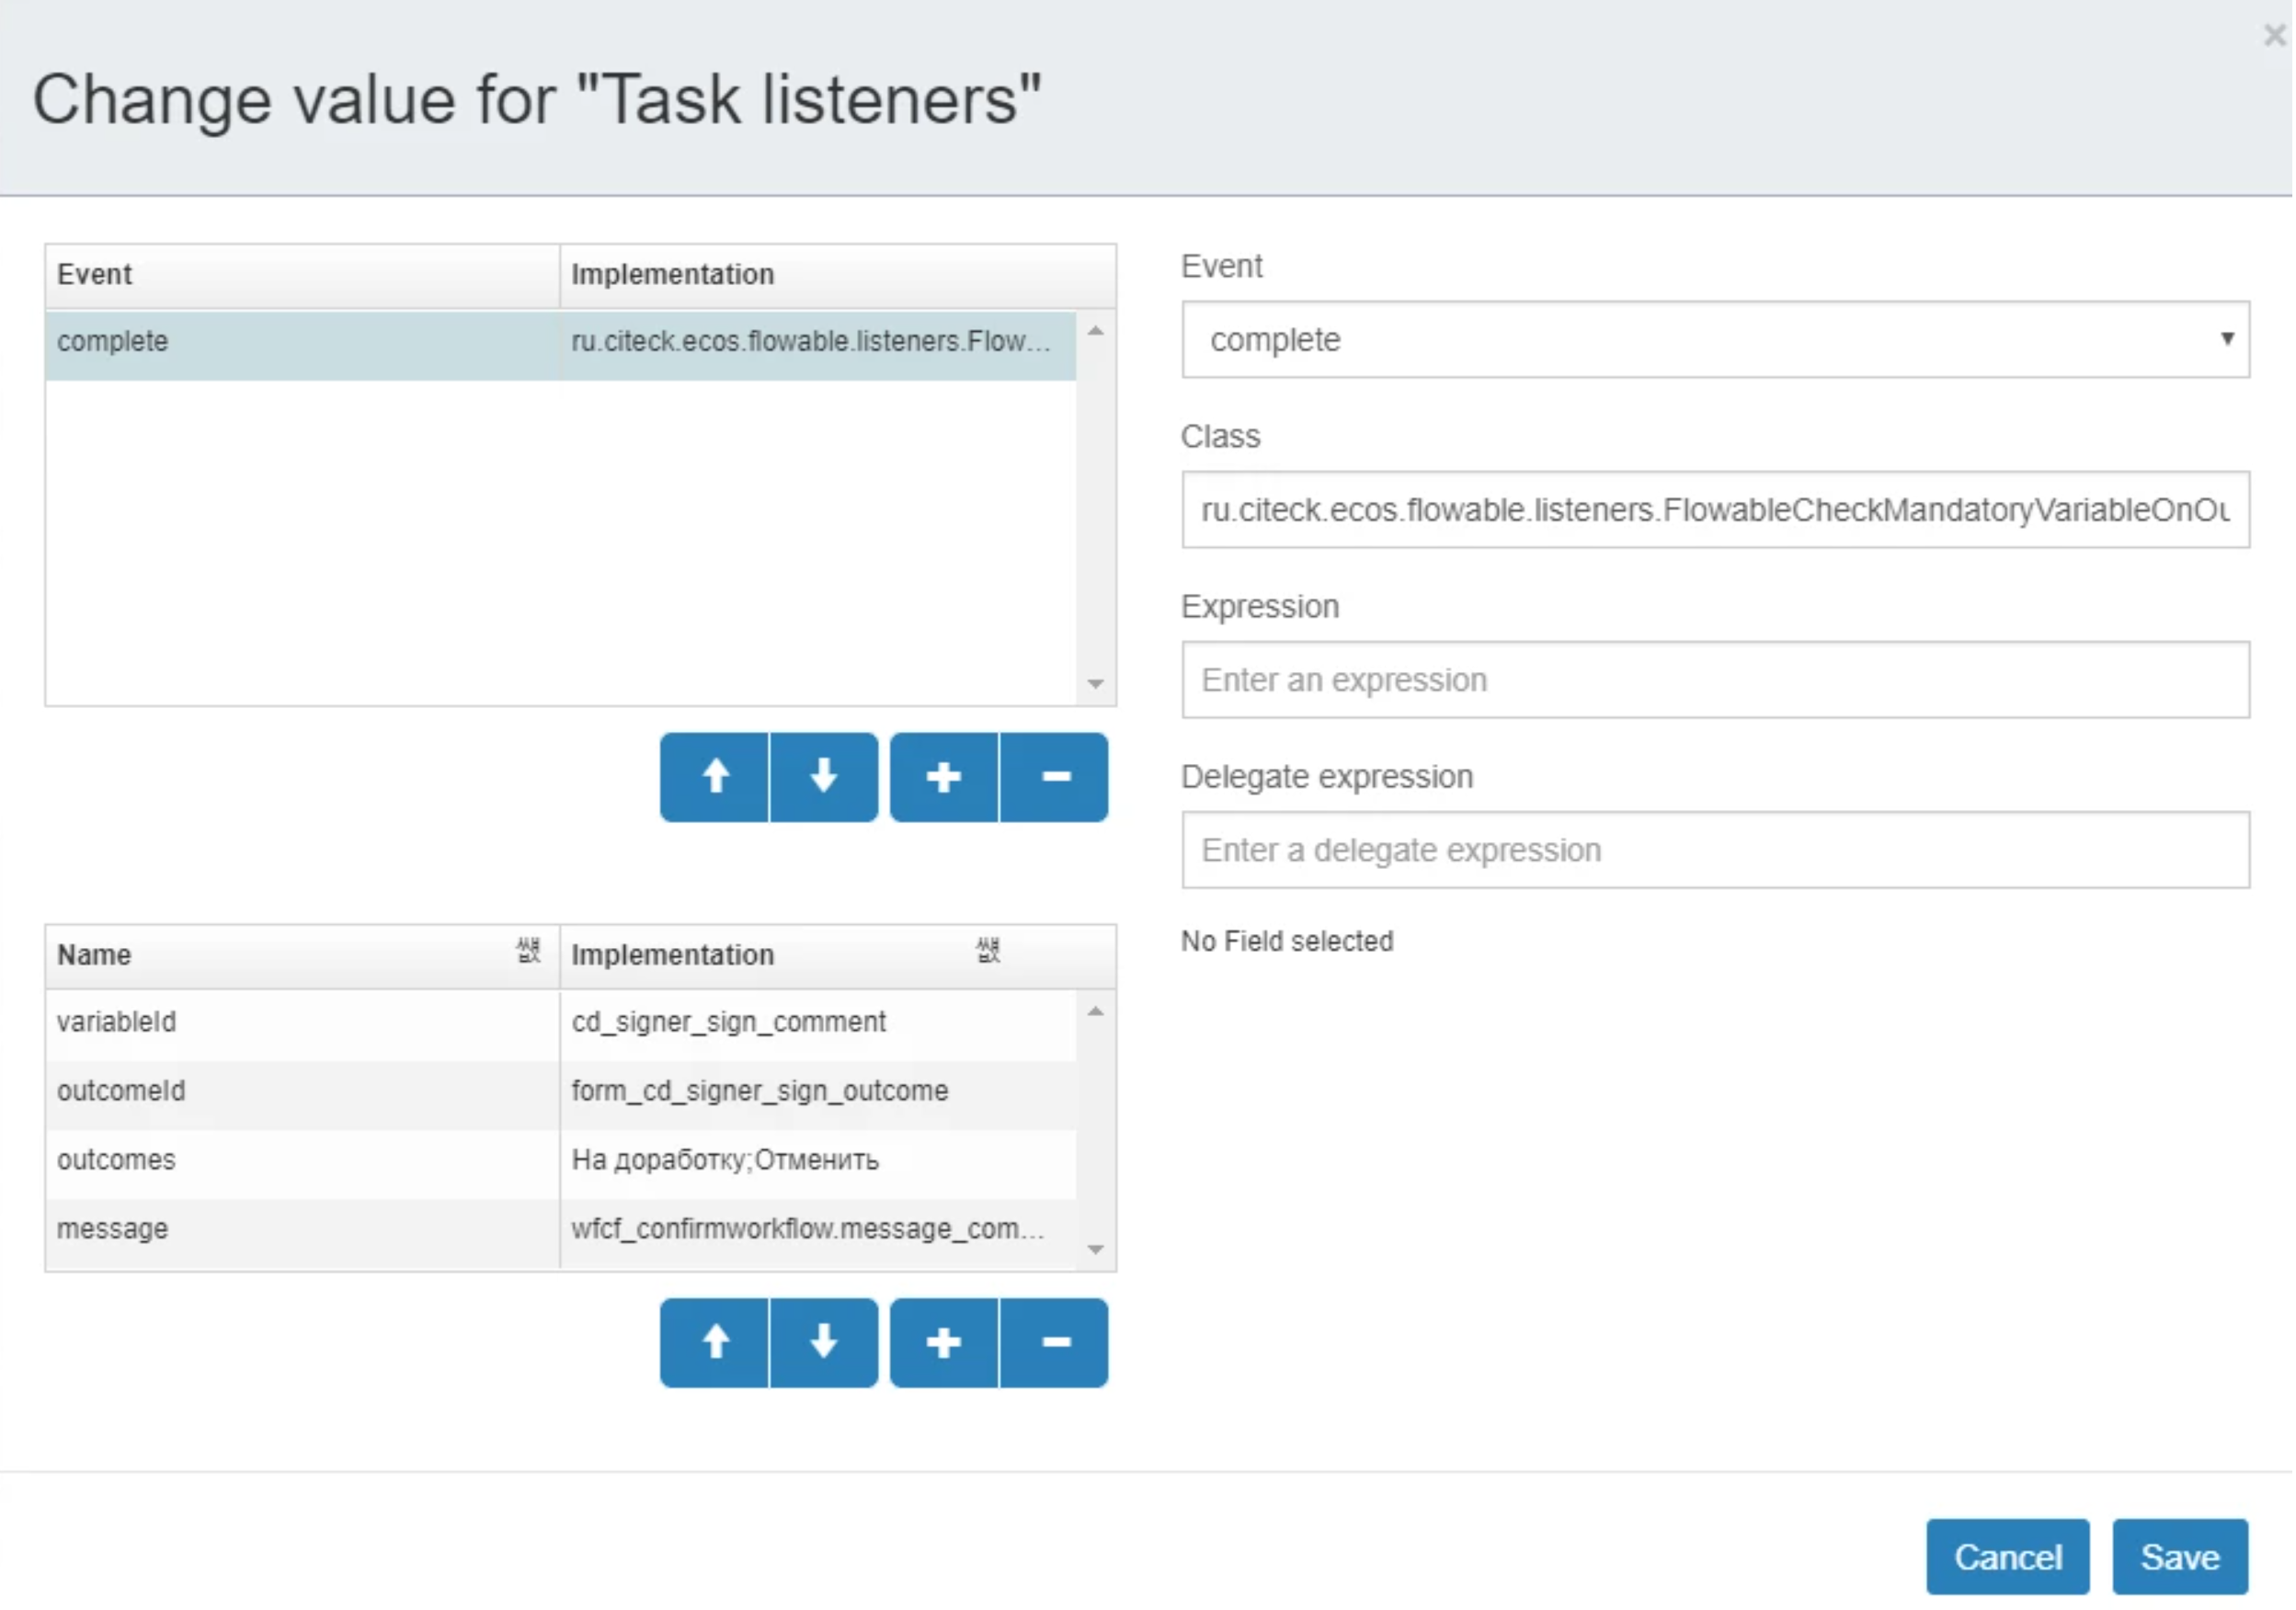 Change value for "Task listeners"
Event Implementation
complete ru.citeck.ecos.flowable.listeners.Flow...
Name Implementation
variableId cd_signer_sign_comment
outcomeId form_cd_signer_sign_outcome
outcomes На доработку;Отменить
message wfcf_confirmworkflow.message_com...
Event
complete
Class
ru.citeck.ecos.flowable.listeners.FlowableCheckMandatoryVariableOnOu
Expression
Enter an expression
Delegate expression
Enter a delegate expression
No Field selected
Cancel Save